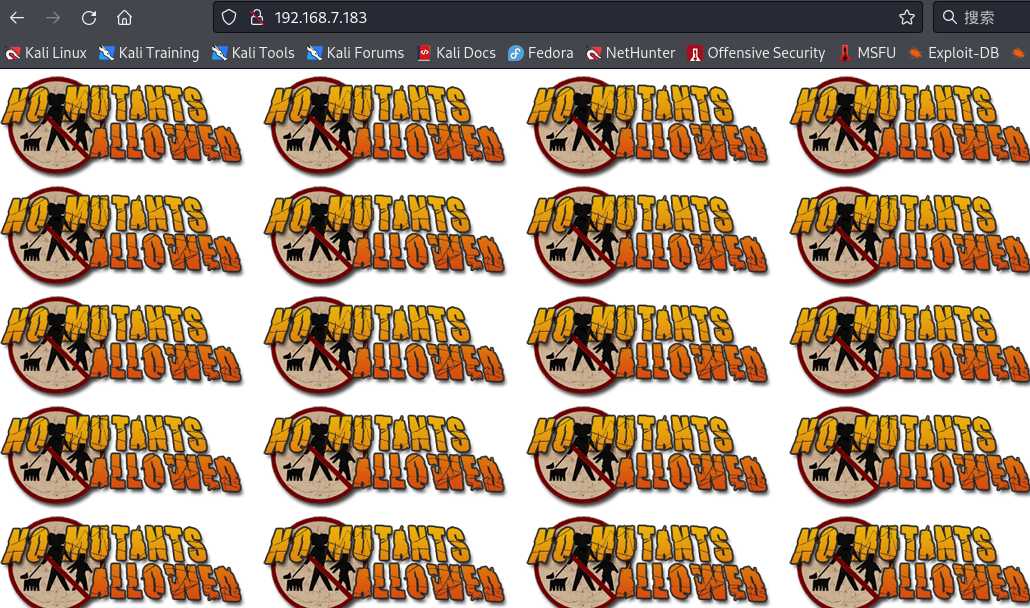 192.168.7.183
搜索
Kali Linux
Kali Training
Kali Tools
Kali Forums
Kali Docs
Fedora
NetHunter
Offensive Security
MSFU
Exploit-DB
NO MUTANTS NO MUTANTS NO MUTANTS NO MUTANTS
ALLOWED ALLOWED ALLOWED ALLOWED
NO MUTANTS NO MUTANTS NO MUTANTS NO MUTANTS
ALLOWED ALLOWED ALLOWED ALLOWED
NO MUTANTS NO MUTANTS NO MUTANTS NO MUTANTS
ALLOWED ALLOWED ALLOWED ALLOWED
NO MUTANTS NO MUTANTS NO MUTANTS NO MUTANTS
ALLOWED ALLOWED ALLOWED ALLOWED
NO MUTANTS NO MUTANTS NO MUTANTS NO MUTANTS
ALLOWED ALLOWED ALLOWED ALLOWED